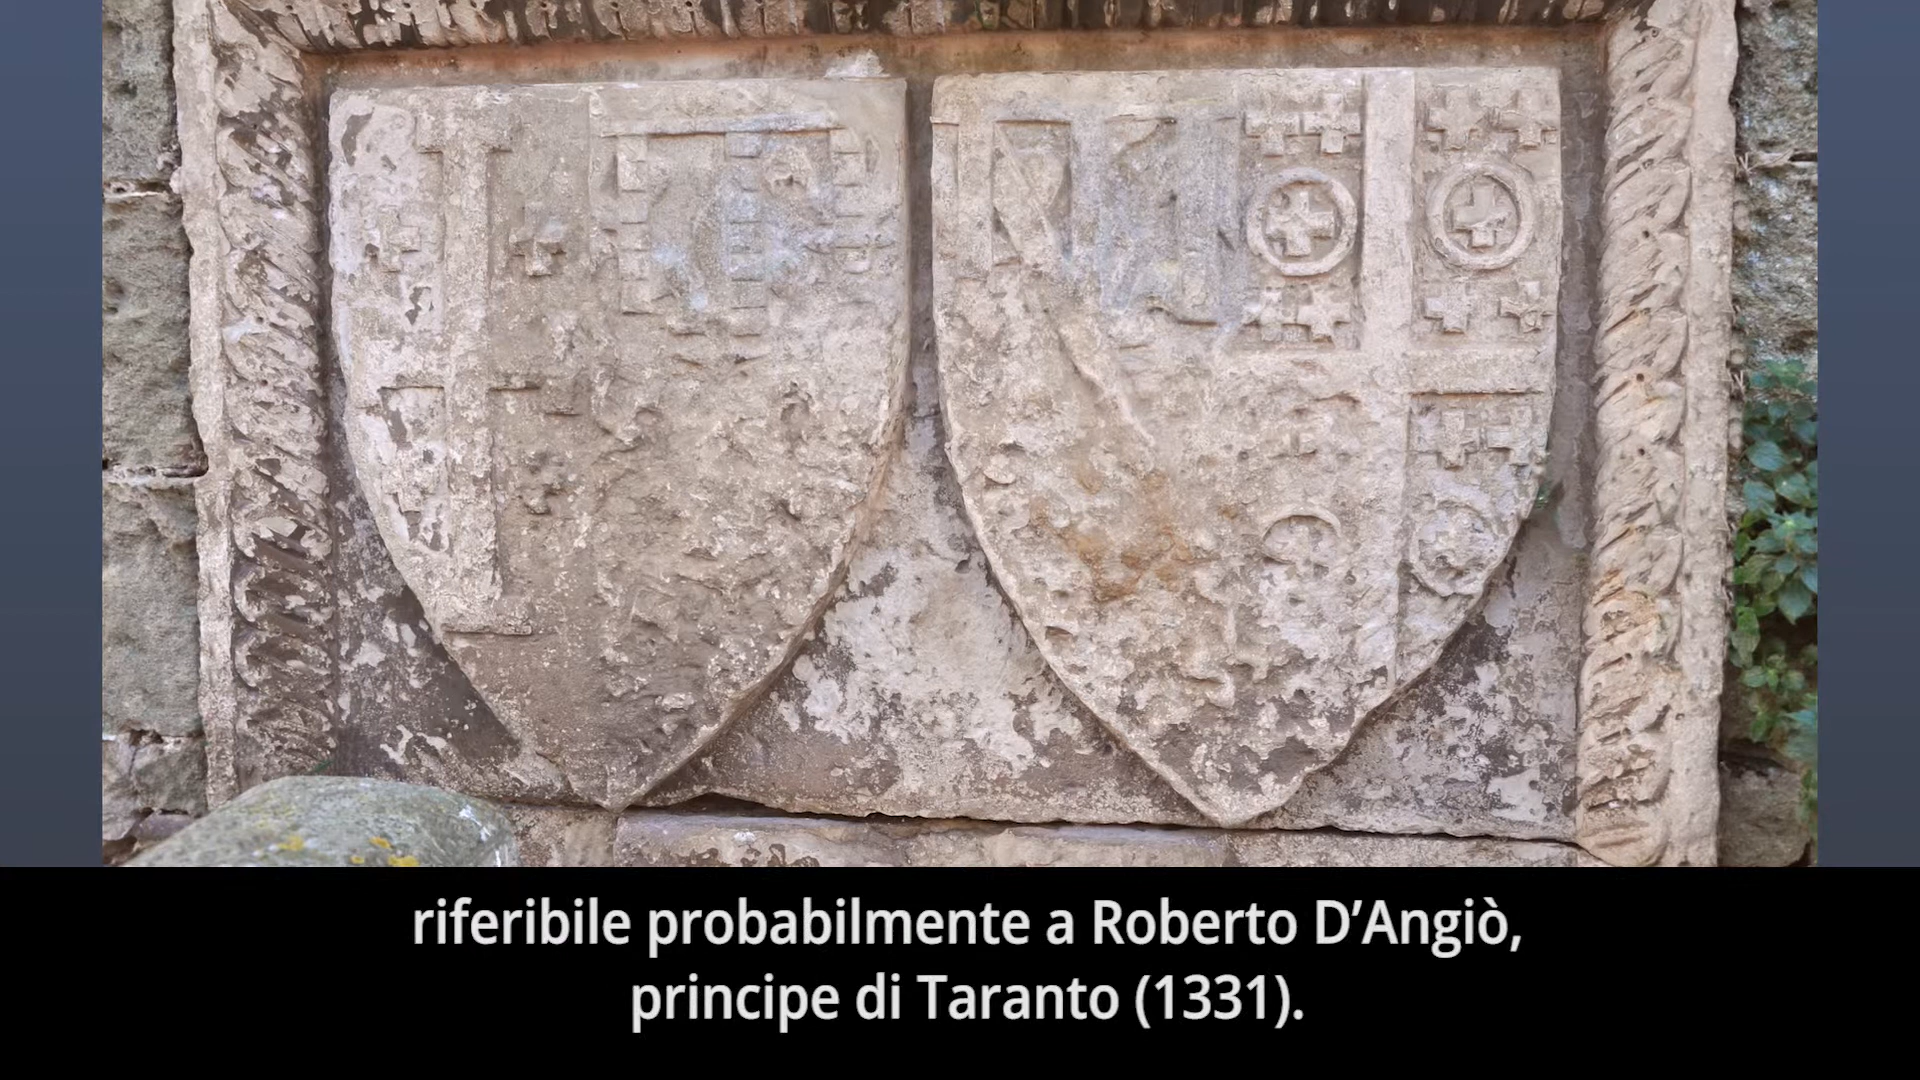 riferibile probabilmente a Roberto D’Angiò,
principe di Taranto (1331).